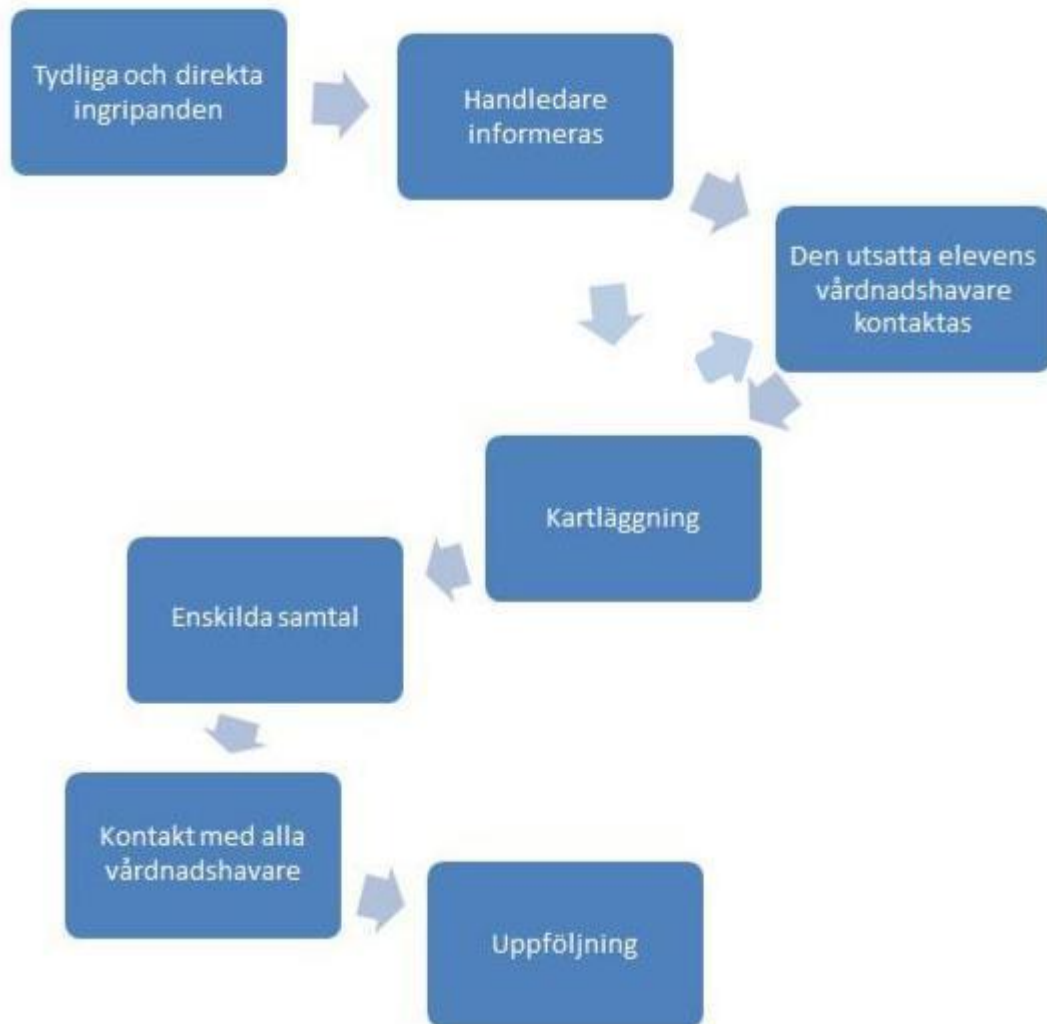 Tydliga och direkta
ingripanden
Handledare
informeras
Den utsatta elevens
vårdnadshavare
kontaktas
Kartläggning
Enskilda samtal
Kontakt med alla
vårdnadshavare
Uppföljning